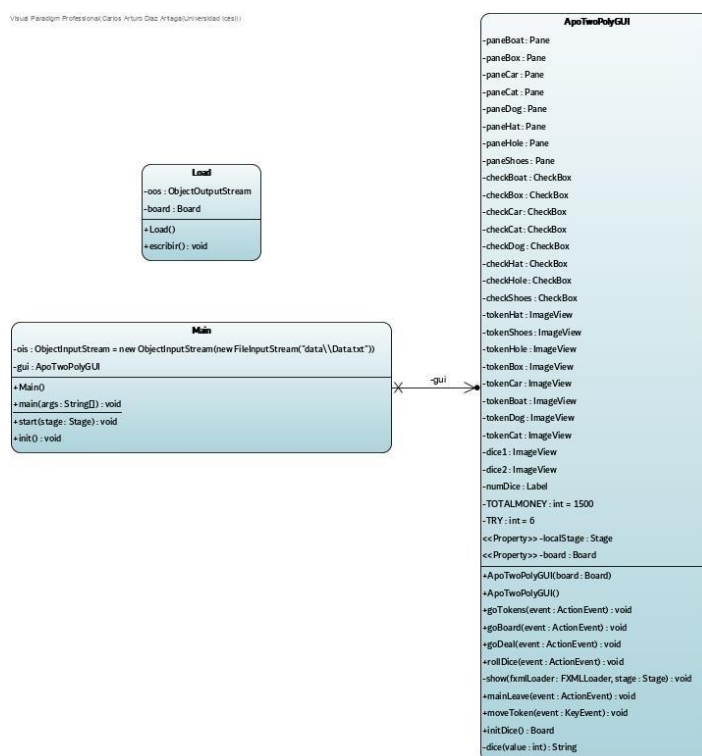 Visual Paradigm Professional(Carlos Arturo Diaz Artiaga(Universidad Icesi))
Load
-oos : ObjectOutputStream
-board : Board
+Load()
+escribir() : void
Main
-ois : ObjectInputStream = new ObjectInputStream(new FileInputStream("data\\Data.txt"))
-gui : ApoTwoPolyGUI
+Main()
+main(args : String[]) : void
+start(stage : Stage) : void
+init() : void
-gui
ApoTwoPolyGUI
-paneBoat : Pane
-paneBox : Pane
-paneCar : Pane
-paneCat : Pane
-paneDog : Pane
-paneHat : Pane
-paneHole : Pane
-paneShoes : Pane
-checkBoat : CheckBox
-checkBox : CheckBox
-checkCar : CheckBox
-checkCat : CheckBox
-checkDog : CheckBox
-checkHat : CheckBox
-checkHole : CheckBox
-checkShoes : CheckBox
-tokenHat : ImageView
-tokenShoes : ImageView
-tokenHole : ImageView
-tokenBox : ImageView
-tokenCar : ImageView
-tokenBoat : ImageView
-tokenDog : ImageView
-tokenCat : ImageView
-dice1 : ImageView
-dice2 : ImageView
-numDice : Label
-TOTALMONEY : int = 1500
-TRY : int = 6
<<Property>> -localStage : Stage
<<Property>> -board : Board
+ApoTwoPolyGUI(board : Board)
+ApoTwoPolyGUI()
+goTokens(event : ActionEvent) : void
+goBoard(event : ActionEvent) : void
+goDeal(event : ActionEvent) : void
+rollDice(event : ActionEvent) : void
-show(fxmlLoader : FXMLLoader, stage : Stage) : void
+mainLeave(event : ActionEvent) : void
+moveToken(event : KeyEvent) : void
+initDice() : Board
-dice(value : int) : String